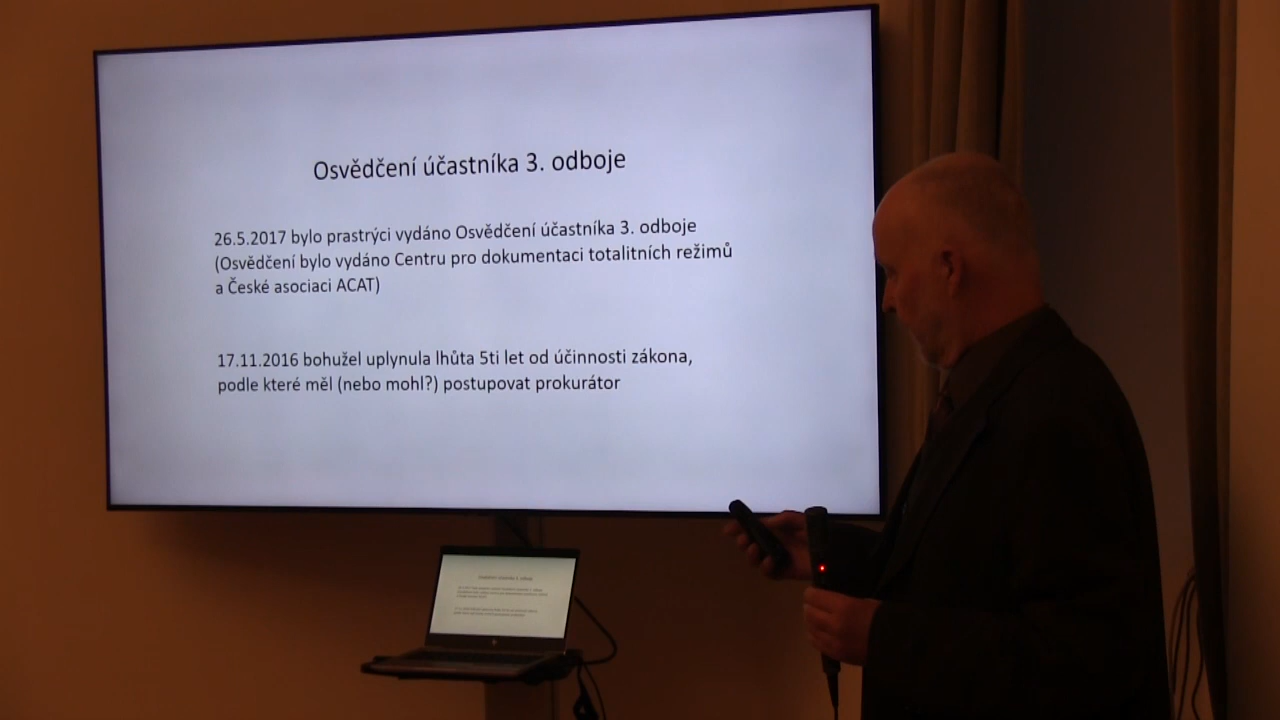 Osvědčení účastníka 3. odboje
26.5.2017 bylo prastrýci vydáno Osvědčení účastníka 3. odboje
(Osvědčení bylo vydáno Centru pro dokumentaci totalitních režimů
a České asociaci ACAT)
17.11.2016 bohužel uplynula lhůta 5ti let od účinnosti zákona,
podle které měl (nebo mohl?) postupovat prokurátor